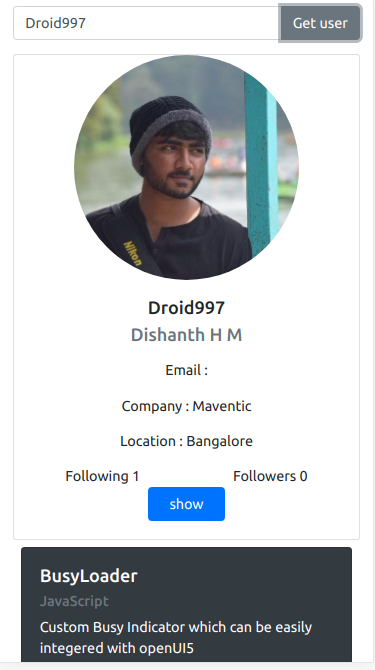 Droid997 Get user
Nikon
Droid997
Dishanth H M
Email :
Company : Maventic
Location : Bangalore
Following 1 Followers 0
show
BusyLoader
JavaScript
Custom Busy Indicator which can be easily
integered with openUI5